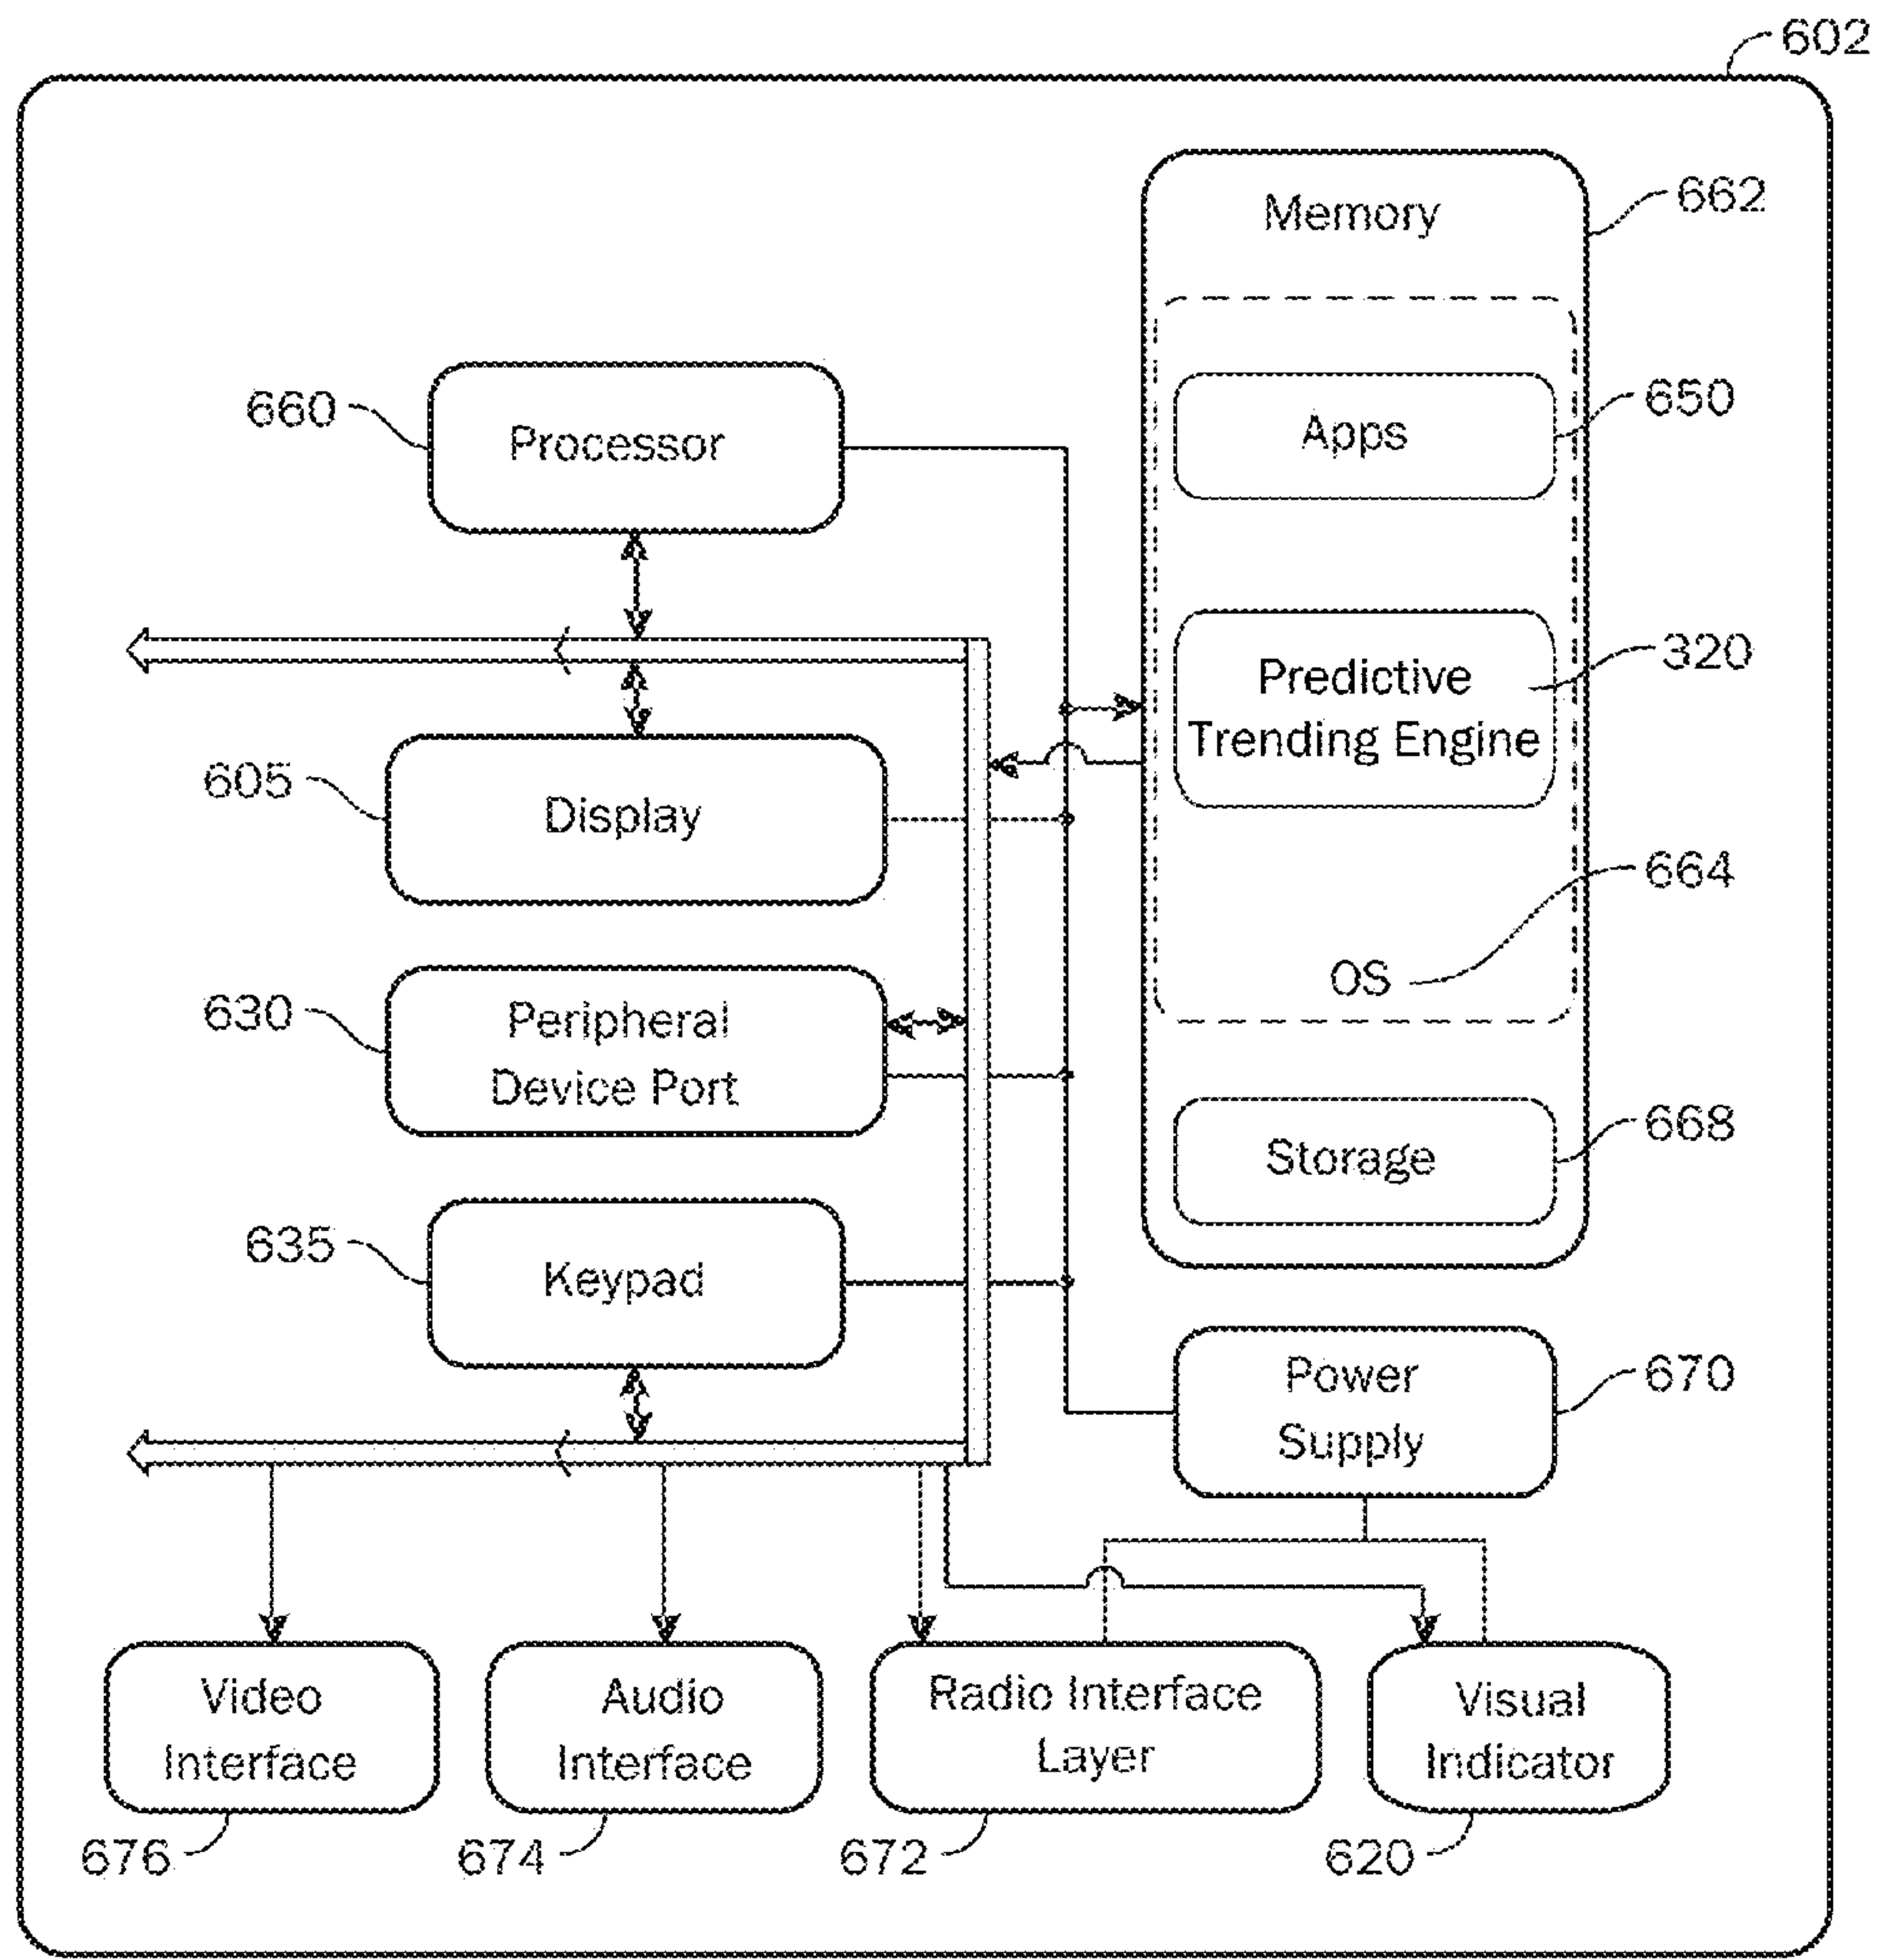 602
Memory
662
Apps
650
660
Processor
Predictive
Trending Engine
320
605
Display
664
OS
630
Peripheral
Device Port
Storage
668
635
Keypad
Power
Supply
670
Video
Interface
Audio
Interface
Radio Interface
Layer
Visual
Indicator
676
674
672
620